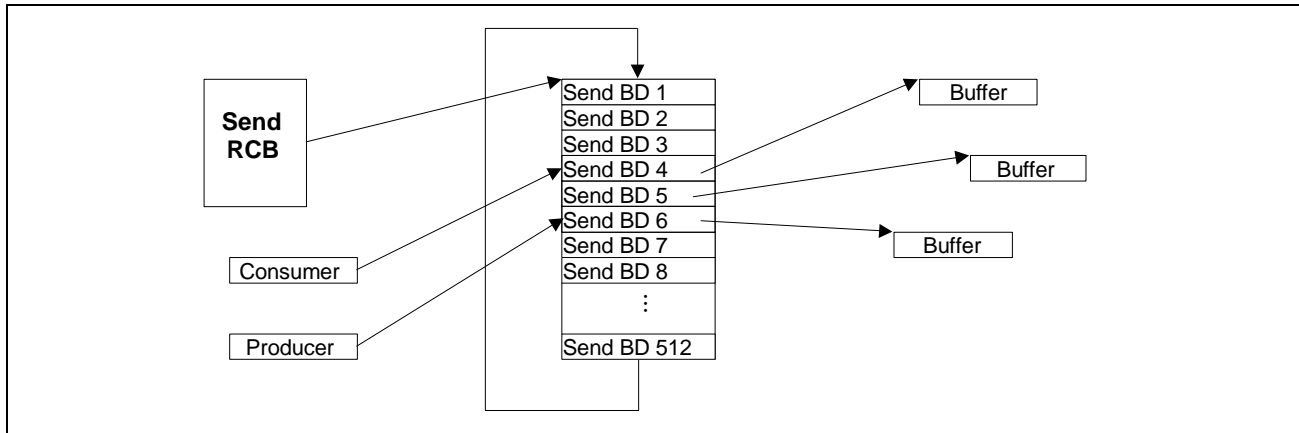 Send
RCB
Consumer
Producer
Send BD 1
Send BD 2
Send BD 3
Send BD 4
Send BD 5
Send BD 6
Send BD 7
Send BD 8
⋮
Send BD 512
Buffer
Buffer
Buffer